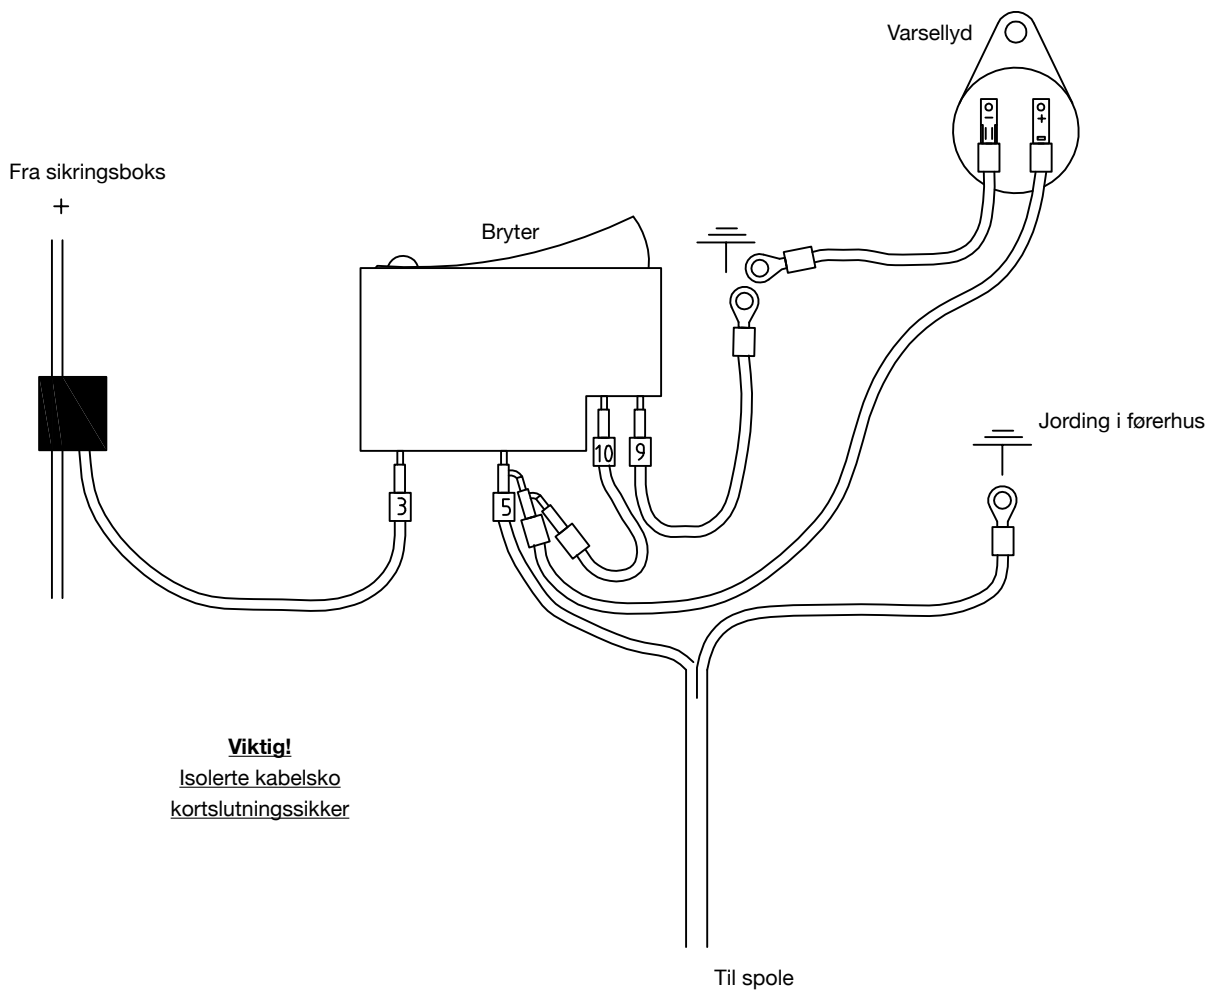 Varsellyd
-
+
Fra sikringsboks
+
Bryter
Jording i førerhus
10
9
3
5
Viktig!
Isolerte kabelsko
kortslutningssikker
Til spole